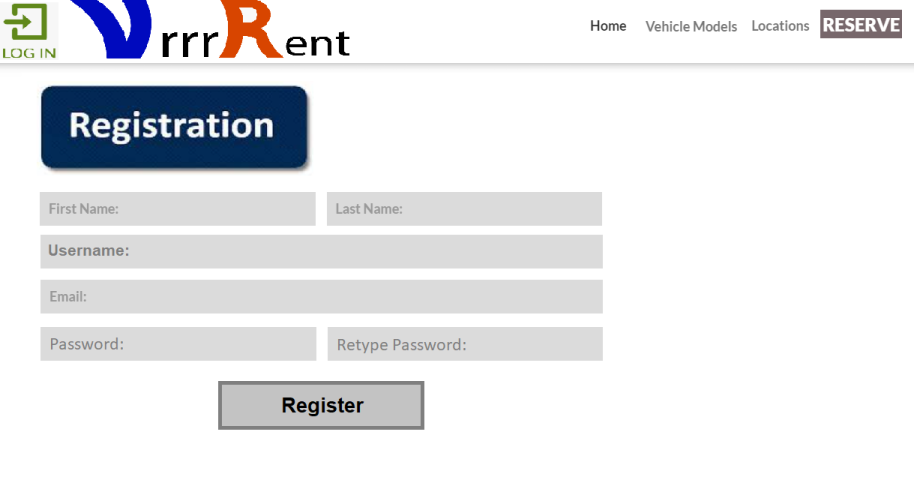 LOG IN VrrrRent Home Vehicle Models Locations RESERVE
Registration
First Name: Last Name:
Username:
Email:
Password: Retype Password:
Register